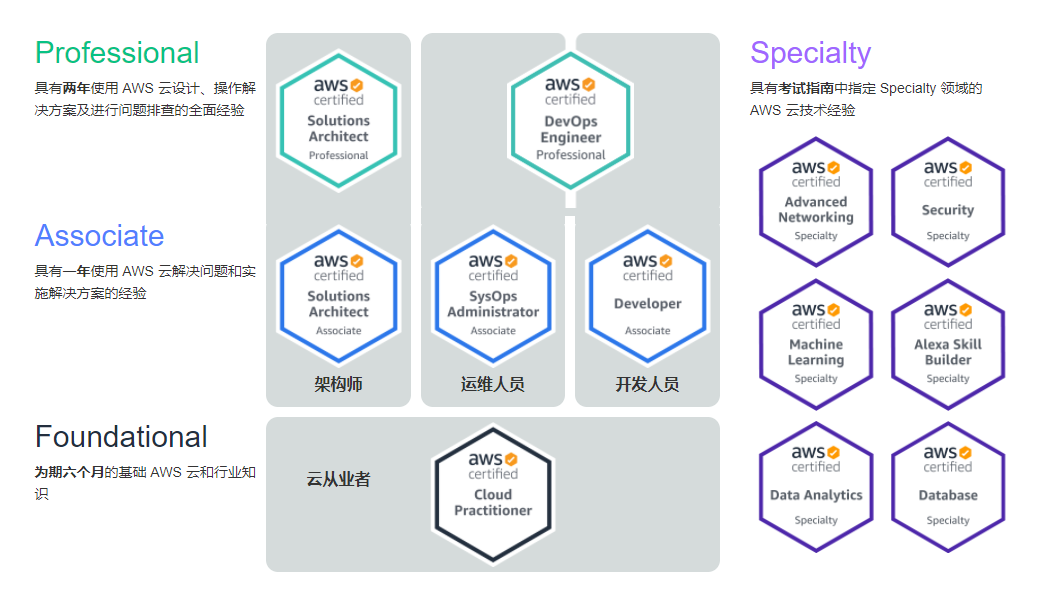 Professional
具有两年使用 AWS 云设计、操作解
决方案及进行问题排查的全面经验
aws
certified
Solutions
Architect
Professional
aws
certified
DevOps
Engineer
Professional
Associate
具有一年使用 AWS 云解决问题和实
施解决方案的经验
aws
certified
Solutions
Architect
Associate
架构师
aws
certified
SysOps
Administrator
Associate
运维人员
aws
certified
Developer
Associate
开发人员
Foundational
为期六个月的基础 AWS 云和行业知
识
云从业者
aws
certified
Cloud
Practitioner
Specialty
具有考试指南中指定 Specialty 领域的
AWS 云技术经验
aws
certified
Advanced
Networking
Specialty
aws
certified
Security
Specialty
aws
certified
Machine
Learning
Specialty
aws
certified
Alexa Skill
Builder
Specialty
aws
certified
Data Analytics
Specialty
aws
certified
Database
Specialty